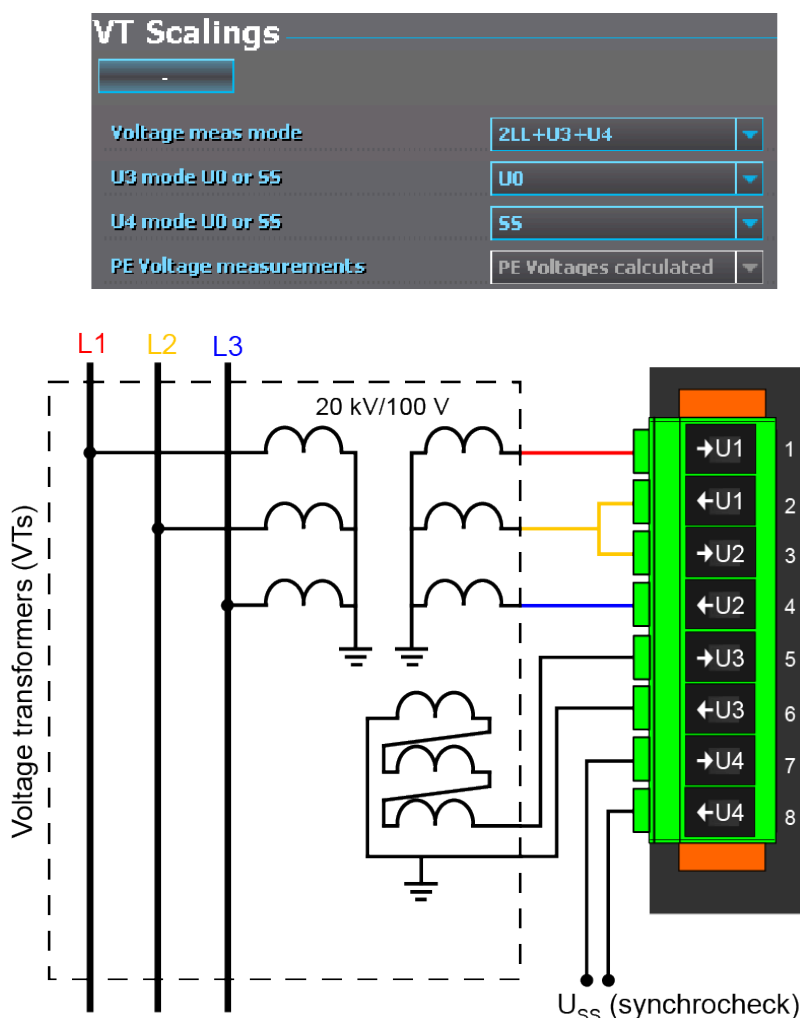 VT Scalings
-
Voltage meas mode 2LL+U3+U4
U3 mode U0 or SS U0
U4 mode U0 or SS SS
PE Voltage measurements PE Voltages calculated
L1 L2 L3
20 kV/100 V
Voltage transformers (VTs)
→U1 1
←U1 2
→U2 3
←U2 4
→U3 5
←U3 6
→U4 7
←U4 8
USS (synchrocheck)